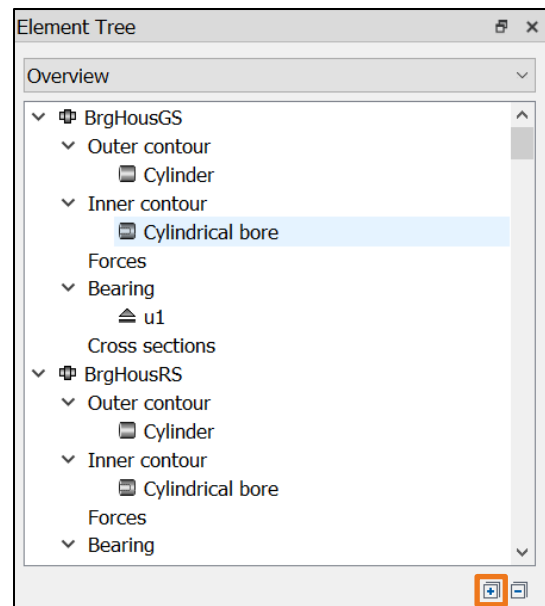 Element Tree
Overview
BrgHousGS
Outer contour
Cylinder
Inner contour
Cylindrical bore
Forces
Bearing
u1
Cross sections
BrgHousRS
Outer contour
Cylinder
Inner contour
Cylindrical bore
Forces
Bearing